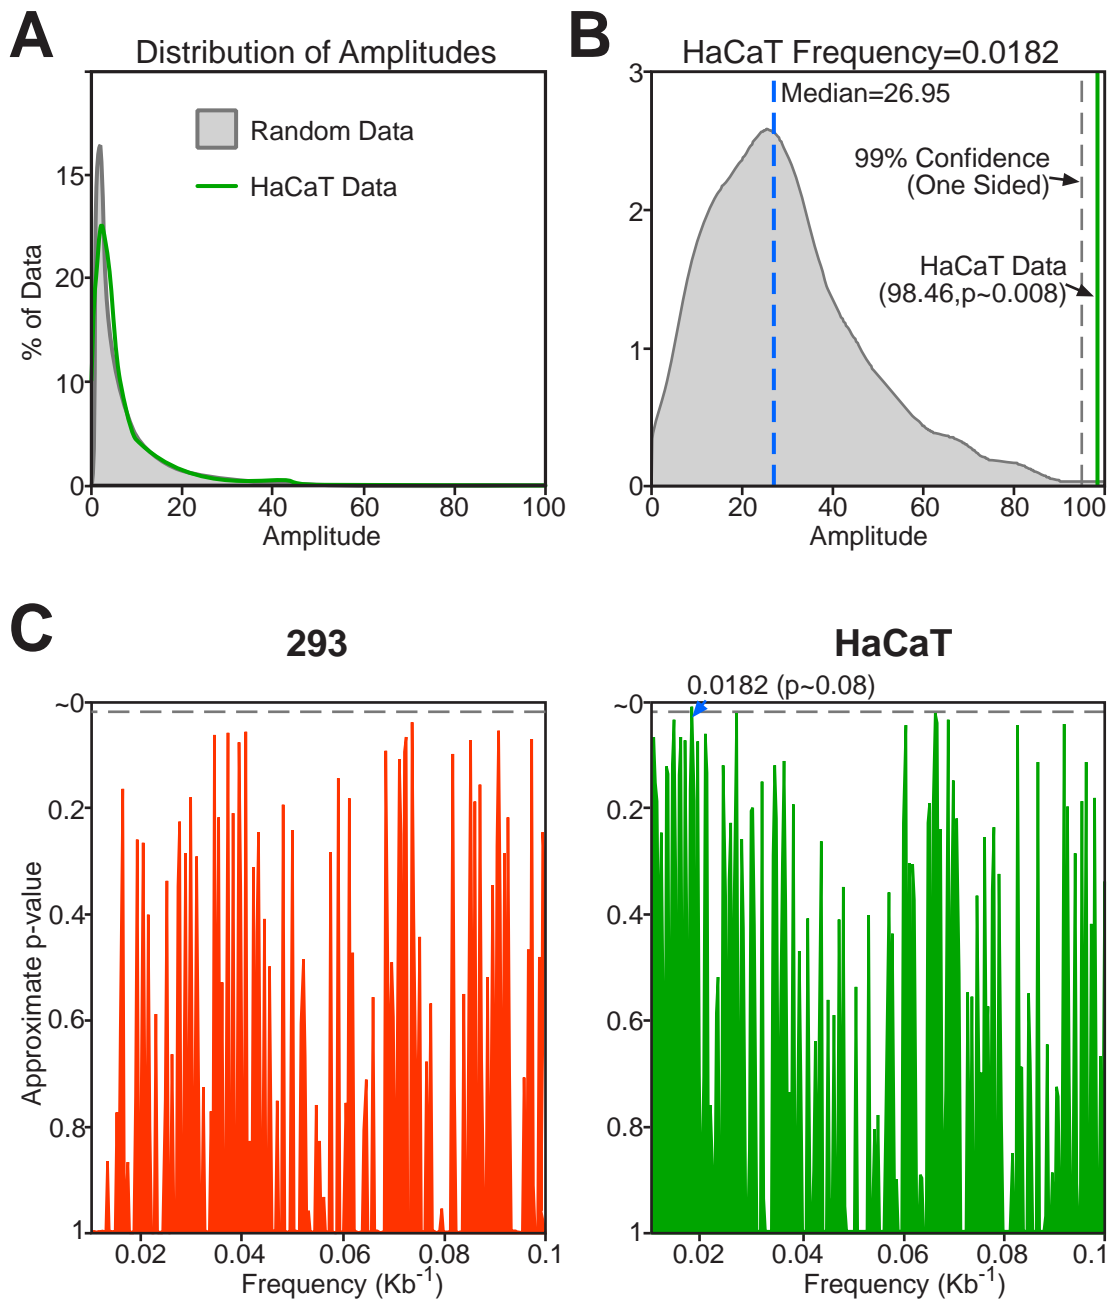 A
Distribution of Amplitudes
Random Data
HaCaT Data
% of Data
15
20
10
0
0 20 40 60 80 100
Amplitude
B
HaCaT Frequency=0.0182
Median=26.95
99% Confidence
(One Sided)
HaCaT Data
(98.46,p~0.008)
3
2
1
0
0 20 40 60 80 100
Amplitude
C
293
Approximate p-value
~0
0.2
0.4
0.6
0.8
1
0.02 0.04 0.06 0.08 0.1
Frequency (Kb⁻¹)
HaCaT
0.0182 (p~0.08)
~0
0.2
0.4
0.6
0.8
1
0.02 0.04 0.06 0.08 0.1
Frequency (Kb⁻¹)